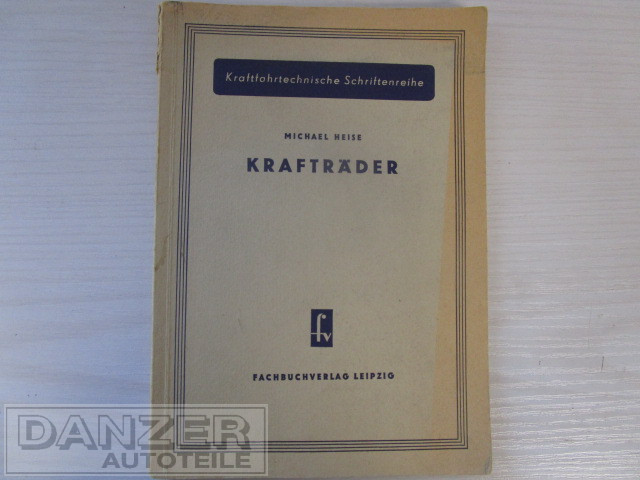 Kraftfahrtechnische Schriftenreihe
MICHAEL HEISE
KRAFTRÄDER
fv
FACHBUCHVERLAG LEIPZIG
DANZER
AUTOTEILE